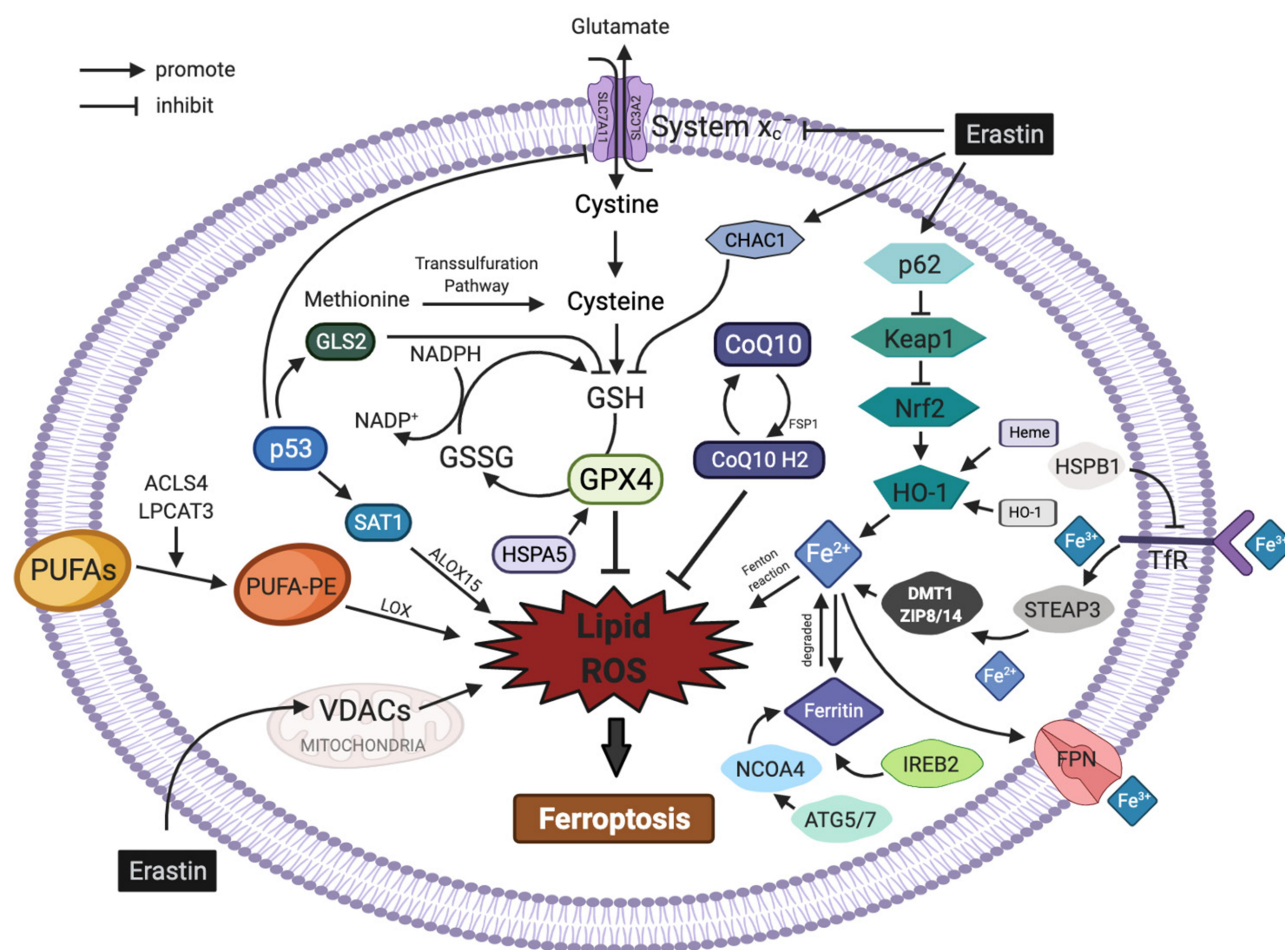 Glutamate
promote
inhibit
SLC7A11
SLC3A2
System xc−
Erastin
Cystine
CHAC1
p62
Transsulfuration
Pathway
Methionine
Cysteine
Keap1
GLS2
NADPH
CoQ10
GSH
Nrf2
NADP+
FSP1
Heme
p53
GSSG
CoQ10 H2
HSPB1
GPX4
HO-1
ACLS4
LPCAT3
SAT1
HO-1
HSPA5
Fe2+
Fe3+
Fe3+
TfR
PUFAs
PUFA-PE
ALOX15
Fenton
reaction
DMT1
ZIP8/14
STEAP3
LOX
Lipid
ROS
degraded
Fe2+
VDACs
MITOCHONDRIA
Ferritin
FPN
NCOA4
IREB2
Fe3+
Ferroptosis
ATG5/7
Erastin